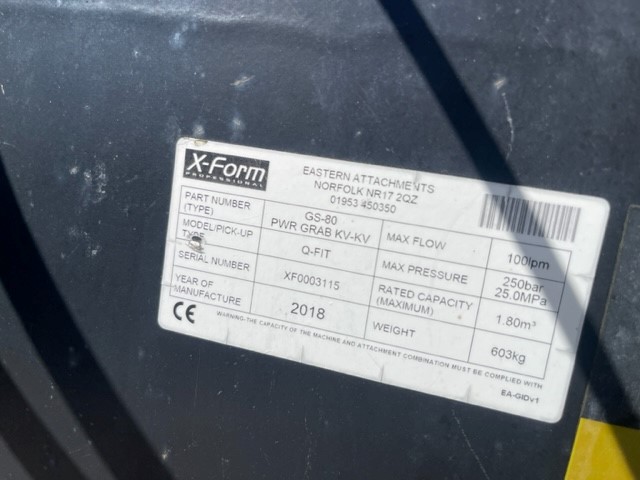 X-Form
PROFESSIONAL
EASTERN ATTACHMENTS
NORFOLK NR17 2QZ
01953 450350
PART NUMBER
(TYPE)
GS-80
PWR GRAB KV-KV
MODEL/PICK-UP
TYPE
Q-FIT
SERIAL NUMBER
XF0003115
YEAR OF
MANUFACTURE
2018
MAX FLOW
100lpm
MAX PRESSURE
250bar
25.0MPa
RATED CAPACITY
(MAXIMUM)
1.80m³
WEIGHT
603kg
CE
WARNING-THE CAPACITY OF THE MACHINE AND ATTACHMENT COMBINATION MUST BE COMPLIED WITH
EA-GIDv1